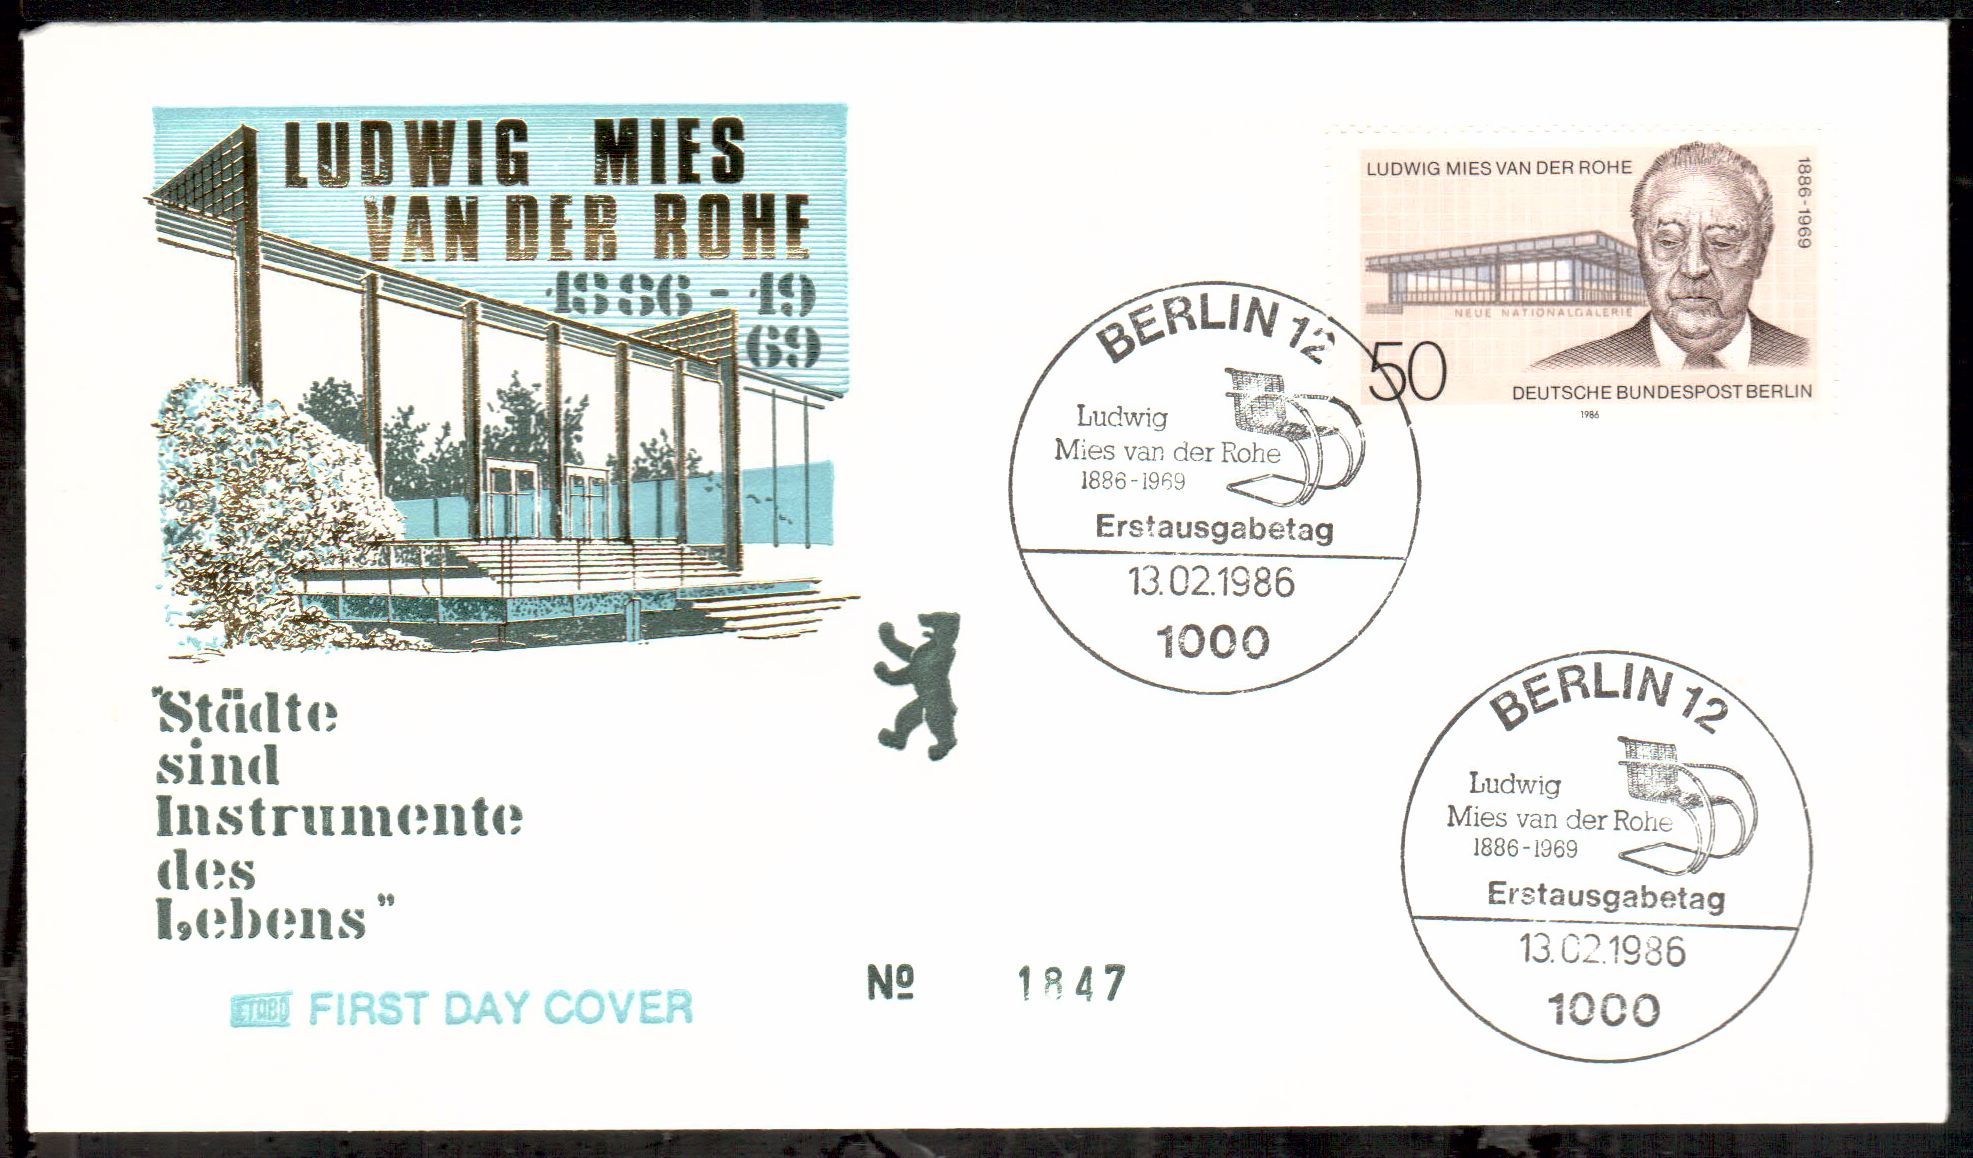 LUDWIG MIES
VAN DER ROHE
1886 - 19
69
"Städte
sind
Instrumente
des
Lebens"
ETABÖ FIRST DAY COVER
Nº 1847
LUDWIG MIES VAN DER ROHE
1886-1969
NEUE NATIONALGALERIE
50
DEUTSCHE BUNDESPOST BERLIN
1986
BERLIN 12
Ludwig
Mies van der Rohe
1886-1969
Erstausgabetag
13.02.1986
1000
BERLIN 12
Ludwig
Mies van der Rohe
1886-1969
Erstausgabetag
13.02.1986
1000